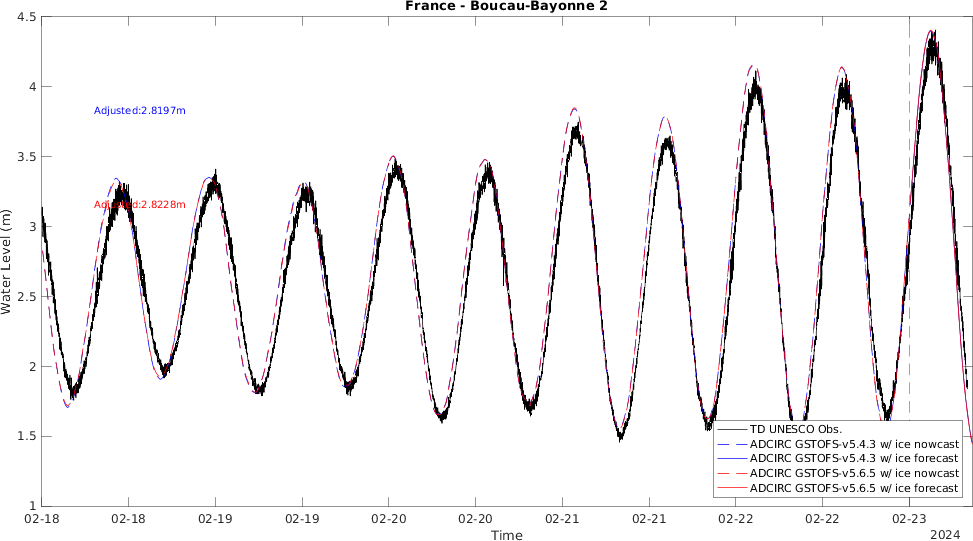 France - Boucau-Bayonne 2
4.5
4
3.5
3
2.5
2
1.5
1
Water Level (m)
Adjusted:2.8197m
Adjusted:2.8228m
TD UNESCO Obs.
ADCIRC GSTOFS-v5.4.3 w/ ice nowcast
ADCIRC GSTOFS-v5.4.3 w/ ice forecast
ADCIRC GSTOFS-v5.6.5 w/ ice nowcast
ADCIRC GSTOFS-v5.6.5 w/ ice forecast
02-18 02-18 02-19 02-19 02-20 02-20 02-21 02-21 02-22 02-22 02-23
Time
2024